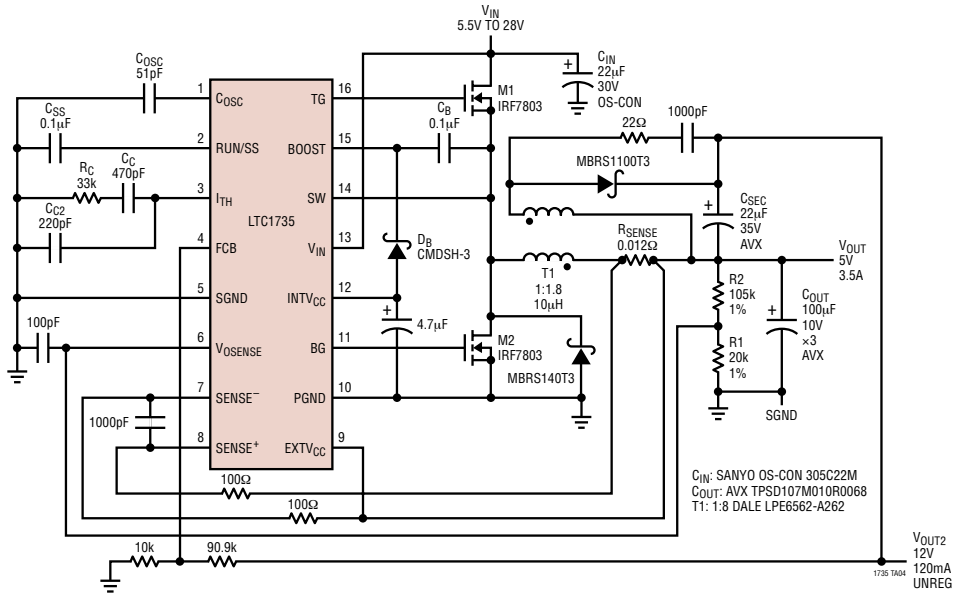 VIN
5.5V TO 28V
COSC
51pF
CSS
0.1µF
RC
33k
CC
470pF
CC2
220pF
100pF
1000pF
1
2
3
4
5
6
7
8
COSC
RUN/SS
ITH
FCB
SGND
VOSENSE
SENSE–
SENSE+
LTC1735
TG
BOOST
SW
VIN
INTVCC
BG
PGND
EXTVCC
16
15
14
13
12
11
10
9
CB
0.1µF
DB
CMDSH-3
4.7µF
M1
IRF7803
M2
IRF7803
MBRS140T3
CIN
22µF
30V
OS-CON
22Ω
1000pF
MBRS1100T3
CSEC
22µF
35V
AVX
T1
1:1.8
10µH
RSENSE
0.012Ω
VOUT
5V
3.5A
R2
105k
1%
R1
20k
1%
COUT
100µF
10V
×3
AVX
SGND
100Ω
100Ω
10k
90.9k
CIN: SANYO OS-CON 305C22M
COUT: AVX TPSD107M010R0068
T1: 1:8 DALE LPE6562-A262
VOUT2
12V
120mA
UNREG
1735 TA04